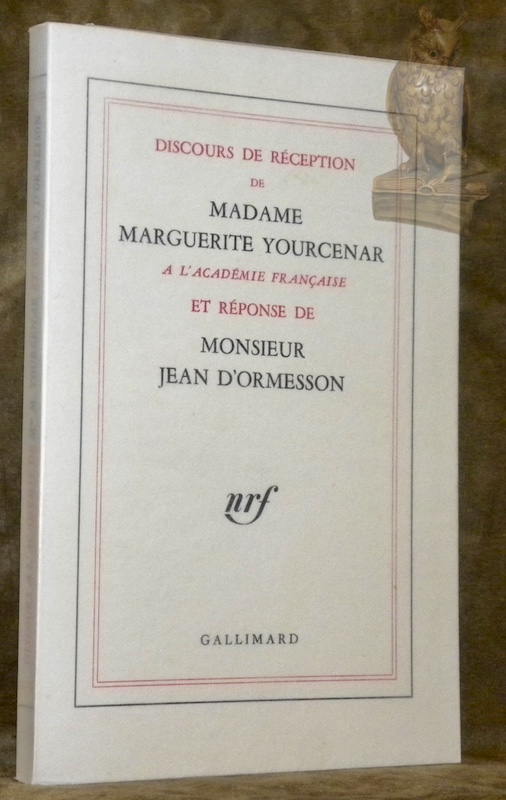 DISCOURS DE RÉCEPTION
DE
MADAME
MARGUERITE YOURCENAR
A L'ACADÉMIE FRANÇAISE
ET RÉPONSE DE
MONSIEUR
JEAN D'ORMESSON
nrf
GALLIMARD